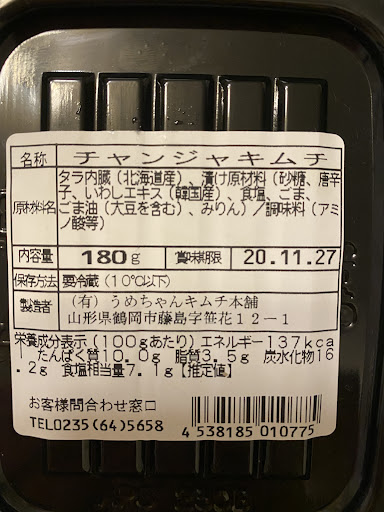 名称 チャンジャキムチ
原材料名 タラ内臓（北海道産）、漬け原材料（砂糖、唐辛
子、いわしエキス（韓国産）、食塩、ごま、
ごま油（大豆を含む）、みりん）／調味料（アミ
ノ酸等）
内容量 180g 賞味期限 20.11.27
保存方法 要冷蔵（10℃以下）
製造者 （有）うめちゃんキムチ本舗
山形県鶴岡市藤島字笹花12－1
栄養成分表示（100gあたり）エネルギー137kca
l たんぱく質10.0g 脂質3.5g 炭水化物16
.2g 食塩相当量7.1g【推定値】
お客様問合わせ窓口
TEL0235(64)5658
4 538185 010775